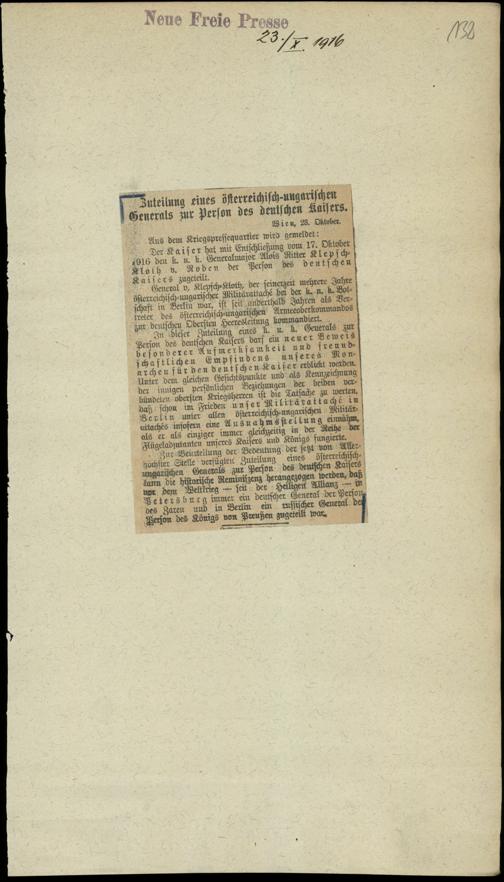 Neue Freie Presse
23./X. 1916
132
Zuteilung eines österreichisch-ungarischen
Generals zur Person des deutschen Kaisers.
Wien, 23. Oktober.
Aus dem Kriegspressequartier wird gemeldet:
Der Kaiser hat mit Entschließung vom 17. Oktober
1916 den k. u. k. Generalmajor Alois Ritter Klepsch-
Kloth v. Roden der Person des deutschen
Kaisers zugeteilt.
General v. Klepsch-Kloth, der seinerzeit mehrere Jahre
österreichisch-ungarischer Militärattaché bei der k. u. k. Bot-
schaft in Berlin war, ist seit anderthalb Jahren als Ver-
treter des österreichisch-ungarischen Armeeoberkommandos
zur deutschen Obersten Heeresleitung kommandiert.
In dieser Zuteilung eines k. u. k. Generals zur
Person des deutschen Kaisers darf ein neuer Beweis
besonderer Aufmerksamkeit und freund-
schaftlichen Empfindens unseres Mon-
archen für den deutschen Kaiser erblickt werden.
Unter dem gleichen Gesichtspunkte und als Kennzeichnung
der innigen persönlichen Beziehungen der beiden ver-
bündeten obersten Kriegsherren ist die Tatsache zu werten,
daß schon im Frieden unser Militärattaché in
Berlin unter allen österreichisch-ungarischen Militär-
attachés insofern eine Ausnahmsstellung einnahm,
als er als einziger immer gleichzeitig in der Reihe der
Flügeladjutanten unseres Kaisers und Königs fungierte.
Zur Beurteilung der Bedeutung der jetzt von Aller-
höchster Stelle verfügten Zuteilung eines österreichisch-
ungarischen Generals zur Person des deutschen Kaisers
kann die historische Reminiszenz herangezogen werden, daß
vor dem Weltkrieg — seit der Heiligen Allianz — in
Petersburg immer ein deutscher General der Person
des Zaren und in Berlin ein russischer General der
Person des Königs von Preußen zugeteilt war.